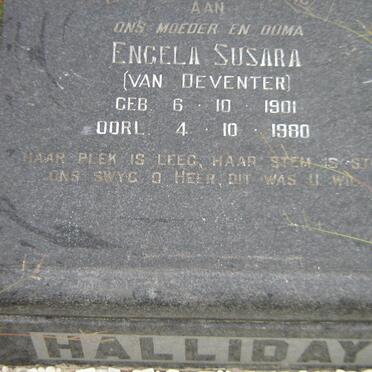 AAN
ONS MOEDER EN OUMA
ENGELA SUSARA
(VAN DEVENTER)
GEB. 6 · 10 · 1901
OORL. 4 · 10 · 1980
HAAR PLEK IS LEEG, HAAR STEM IS
ONS SWYG O HEER, DIT WAS U
HALLIDAY